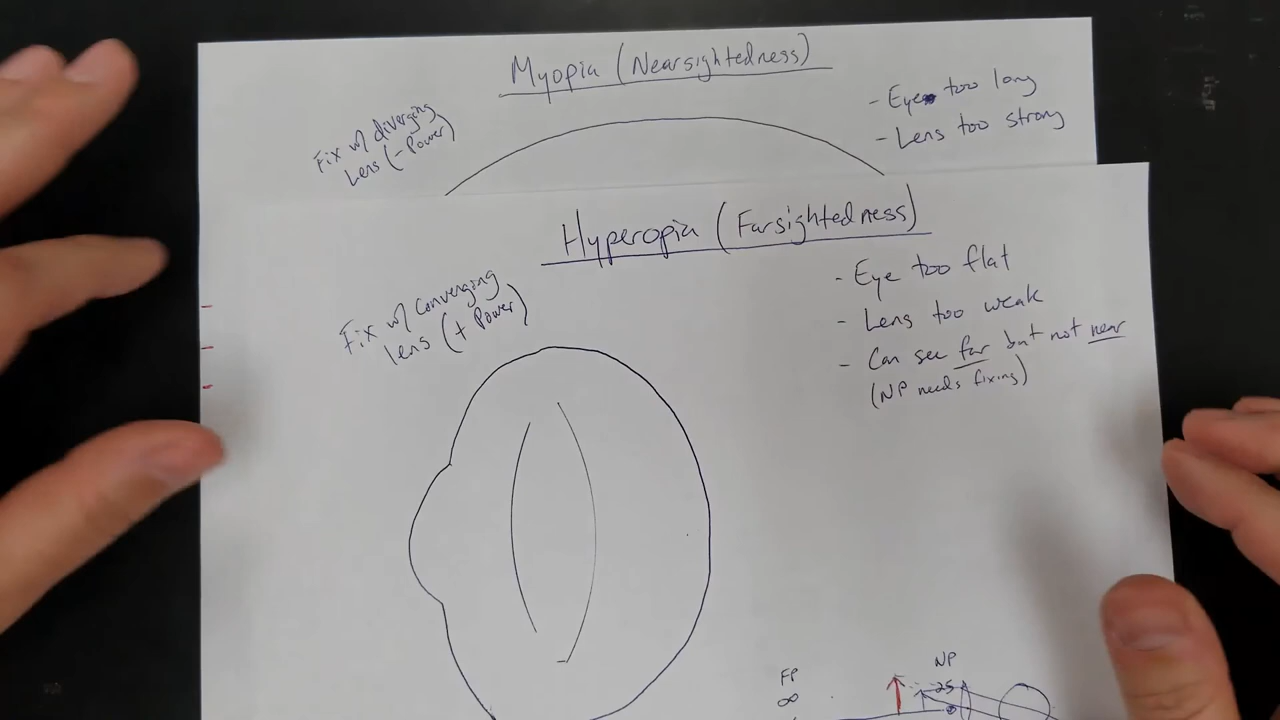 Myopia (Nearsightedness)
Fix w/ diverging
Lens (- Power)
- Eye too long
- Lens too strong
Hyperopia (Farsightedness)
Fix w/ Converging
lens (+ Power)
- Eye too flat
- Lens too weak
- Can see far but not near
(NP needs fixing)
FP
∞
NP
25